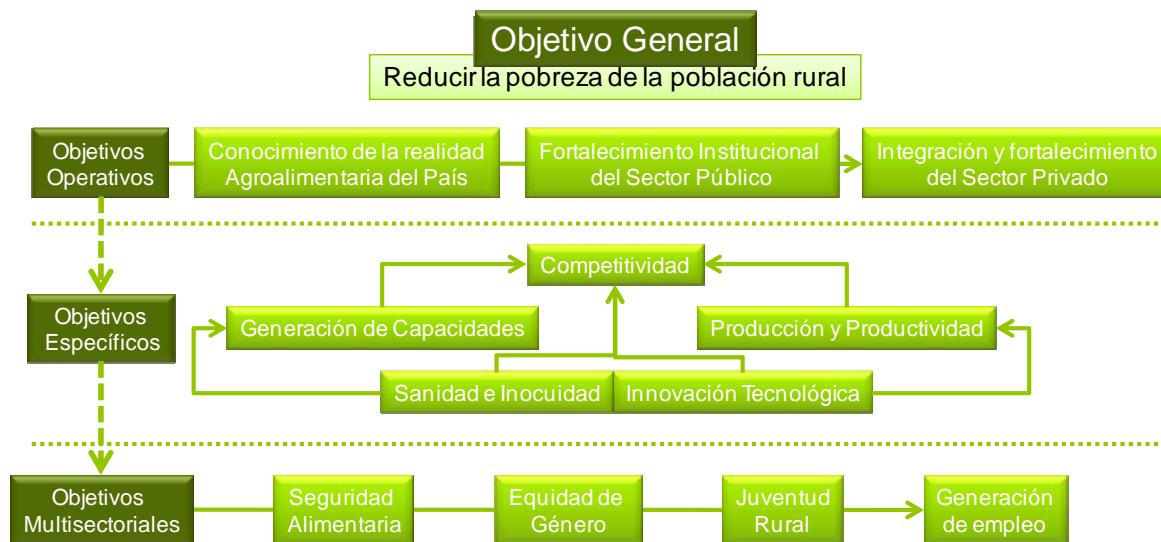 Objetivo General
Reducir la pobreza de la población rural
Objetivos
Operativos
Conocimiento de la realidad
Agroalimentaria del País
Fortalecimiento Institucional
del Sector Público
Integración y fortalecimiento
del Sector Privado
Competitividad
Objetivos
Específicos
Generación de Capacidades
Producción y Productividad
Sanidad e Inocuidad
Innovación Tecnológica
Objetivos
Multisectoriales
Seguridad
Alimentaria
Equidad de
Género
Juventud
Rural
Generación
de empleo